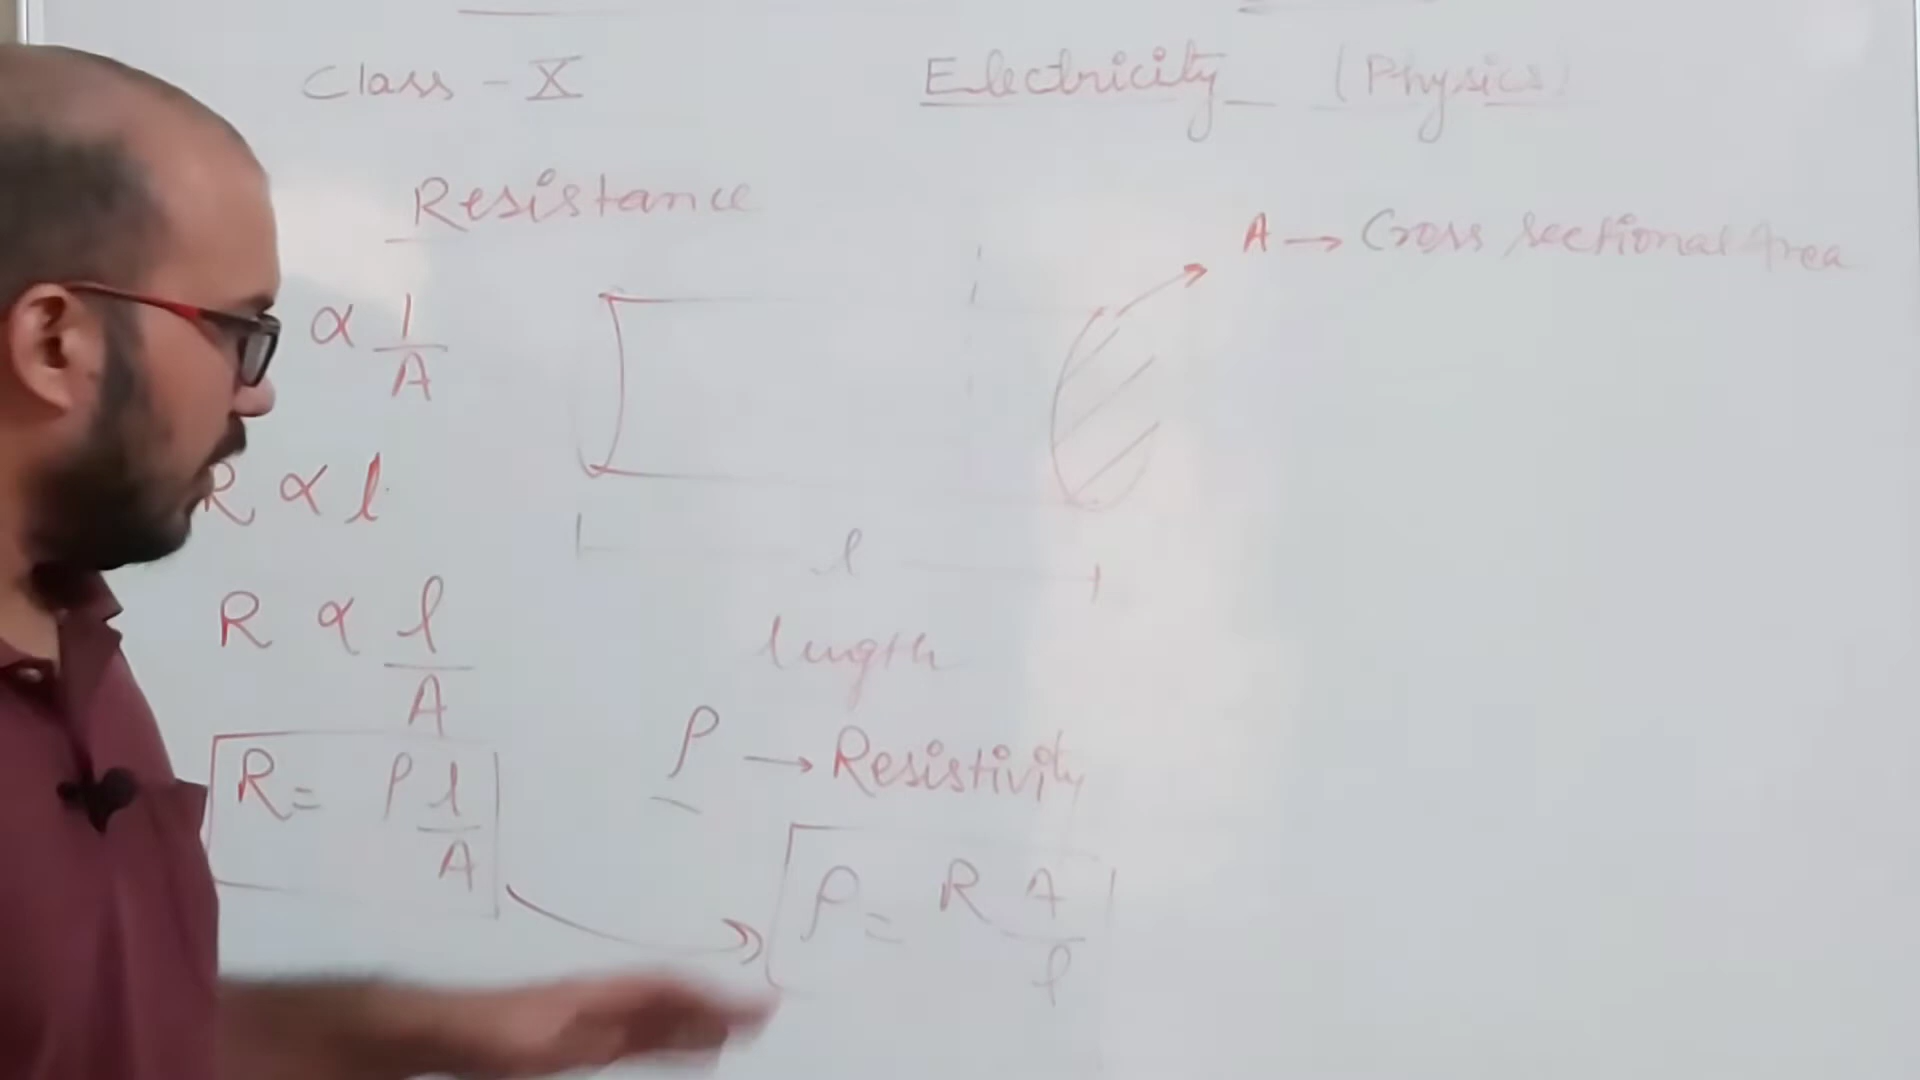 Class - X
Electricity (Physics)
Resistance
A → Cross sectional Area
∝ 1/A
R ∝ l
l
length
R ∝ l/A
ρ → Resistivity
R = ρ l/A
ρ = R A/l